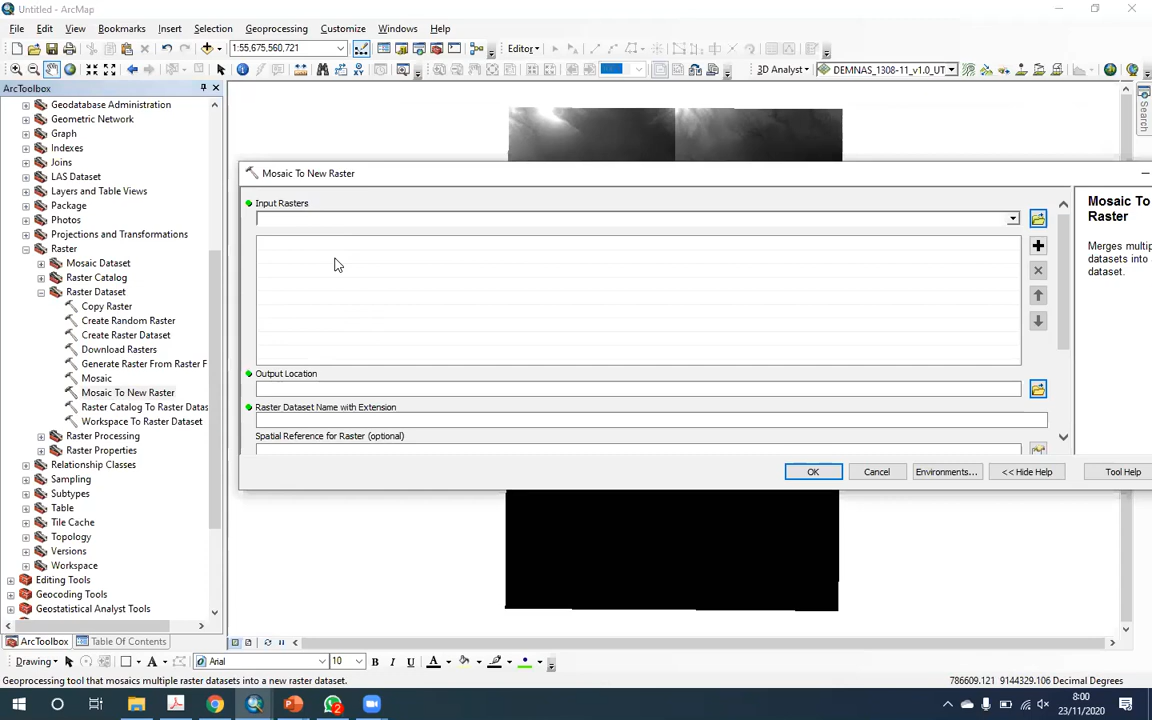 Untitled - ArcMap
File Edit View Bookmarks Insert Selection Geoprocessing Customize Windows Help
1:55,675,560,721
Editor
3D Analyst
DEMNAS_1308-11_v1.0_UT
ArcToolbox
Geodatabase Administration
Geometric Network
Graph
Indexes
Joins
LAS Dataset
Layers and Table Views
Package
Photos
Projections and Transformations
Raster
Mosaic Dataset
Raster Catalog
Raster Dataset
Copy Raster
Create Random Raster
Create Raster Dataset
Download Rasters
Generate Raster From Raster F
Mosaic
Mosaic To New Raster
Raster Catalog To Raster Datas
Workspace To Raster Dataset
Raster Processing
Raster Properties
Relationship Classes
Sampling
Subtypes
Table
Tile Cache
Topology
Versions
Workspace
Editing Tools
Geocoding Tools
Geostatistical Analyst Tools
ArcToolbox
Table Of Contents
Search
Mosaic To New Raster
Input Rasters
Output Location
Raster Dataset Name with Extension
Spatial Reference for Raster (optional)
OK
Cancel
Environments...
<< Hide Help
Tool Help
Mosaic To
Raster
Merges multip
datasets into a
dataset.
Drawing
Arial
10
B I U A
Geoprocessing tool that mosaics multiple raster datasets into a new raster dataset.
786609.121 9144329.106 Decimal Degrees
2
8:00
23/11/2020